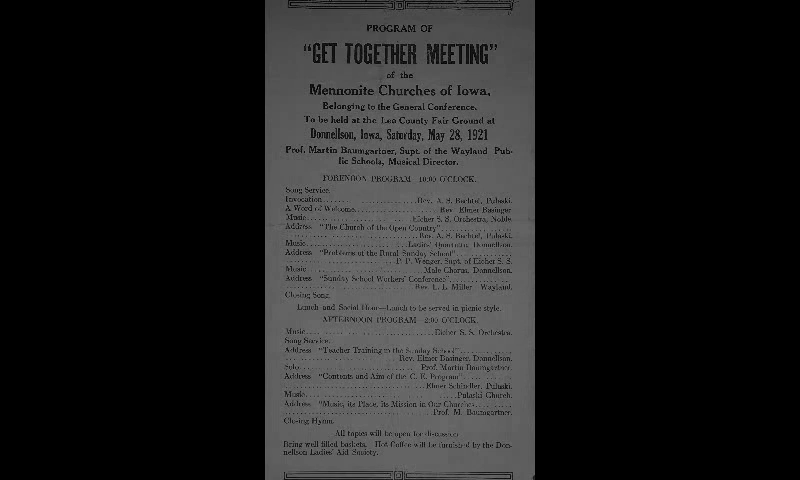 PROGRAM OF
"GET TOGETHER MEETING"
of the
Mennonite Churches of Iowa,
Belonging to the General Conference.
To be held at the Lee County Fair Ground at
Donnellson, Iowa, Saturday, May 28, 1921
Prof. Martin Baumgartner, Supt. of the Wayland Pub-
lic Schools, Musical Director.
FORENOON PROGRAM—10:00 O'CLOCK.
Song Service.
Invocation........................Rev. A. S. Bechtel, Pulaski.
A Word of Welcome.....................Rev. Elmer Basinger
Music..........................Eicher S. S. Orchestra, Noble
Address "The Church of the Open Country"..................
..................................Rev. A. S. Bechtel, Pulaski.
Music..........................Ladies' Quartette, Donnellson.
Address "Problems of the Rural Sunday School"..............
............................P. P. Wenger, Supt. of Eicher S. S.
Music..............................Male Chorus, Donnellson.
Address "Sunday School Workers' Conference"................
..................................Rev. L. L. Miller Wayland.
Closing Song.
Lunch and Social Hour—Lunch to be served in picnic style.
AFTERNOON PROGRAM—2:00 O'CLOCK.
Music.................................Eicher S. S. Orchestra.
Song Service.
Address "Teacher Training in the Sunday School"..............
............................Rev. Elmer Basinger, Donnellson.
Solo..............................Prof. Martin Baumgartner.
Address "Contents and Aim of the C. E. Program"..............
..................................Elmer Schindler, Pulaski.
Music.......................................Pulaski Church.
Address "Music, its Place, its Mission in Our Churches..........
....................................Prof. M. Baumgartner.
Closing Hymn.
All topics will be open for discussion.
Bring well filled baskets. Hot Coffee will be furnished by the Don-
nellson Ladies' Aid Society.